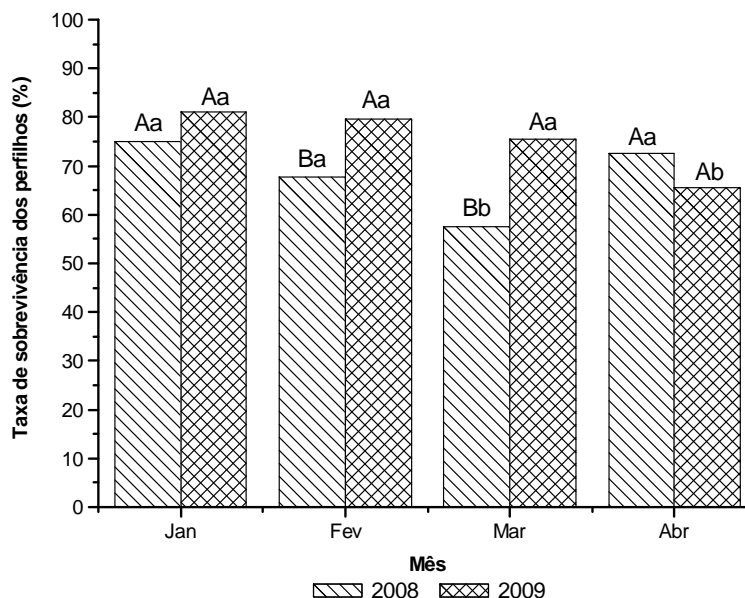 Taxa de sobrevivência dos perfilhos (%)
100
90
80
70
60
50
40
30
20
10
0
Aa
Aa
Ba
Aa
Bb
Aa
Aa
Ab
Jan Fev Mar Abr
Mês
2008 2009